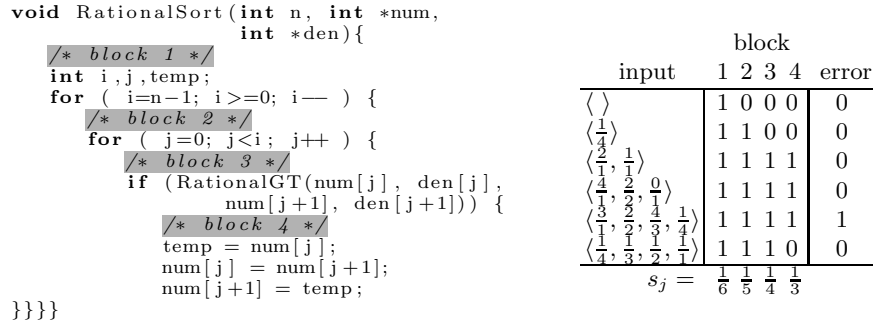 void RationalSort(int n, int *num,
int *den){
/* block 1 */
int i,j,temp;
for ( i=n−1; i>=0; i−− ) {
/* block 2 */
for ( j=0; j<i; j++ ) {
/* block 3 */
if (RationalGT(num[j], den[j],
num[j+1], den[j+1])) {
/* block 4 */
temp = num[j];
num[j] = num[j+1];
num[j+1] = temp;
}}}}
block
input 1 2 3 4 error
⟨ ⟩ 1 0 0 0 0
⟨1/4⟩ 1 1 0 0 0
⟨2/1, 1/1⟩ 1 1 1 1 0
⟨4/1, 2/2, 0/1⟩ 1 1 1 1 0
⟨3/1, 2/2, 4/3, 1/4⟩ 1 1 1 1 1
⟨1/4, 1/3, 1/2, 1/1⟩ 1 1 1 0 0
s_j = 1/6 1/5 1/4 1/3